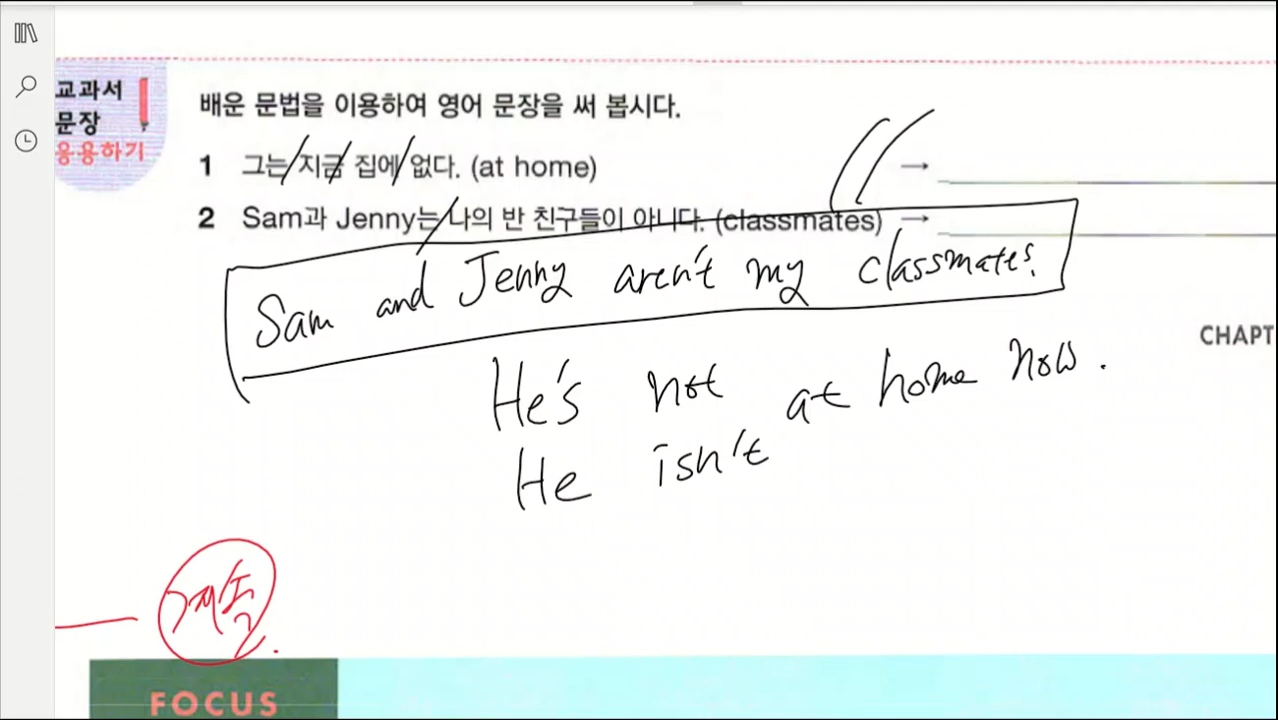 교과서
문장
응용하기
배운 문법을 이용하여 영어 문장을 써 봅시다.
1 그는 지금 집에 없다. (at home) →
2 Sam과 Jenny는 나의 반 친구들이 아니다. (classmates) →
Sam and Jenny aren't my classmates.
CHAPT
He's not at home now.
He isn't
FOCUS